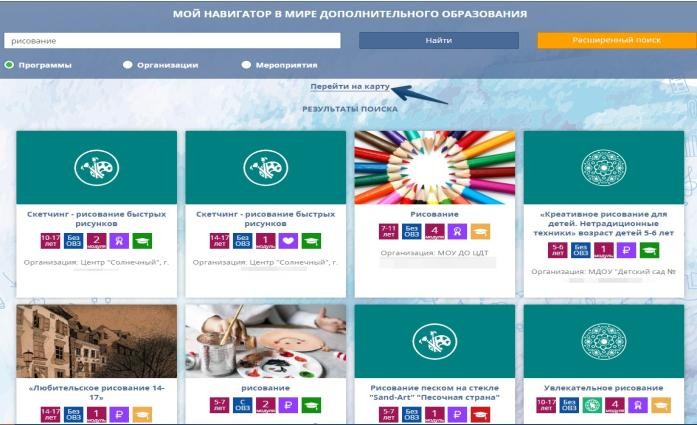 МОЙ НАВИГАТОР В МИРЕ ДОПОЛНИТЕЛЬНОГО ОБРАЗОВАНИЯ
рисование
Найти
Расширенный поиск
Программы
Организации
Мероприятия
Перейти на карту
РЕЗУЛЬТАТЫ ПОИСКА
Скетчинг - рисование быстрых
рисунков
10-17 лет
Без ОВЗ
2 модуля
Организация: Центр "Солнечный", г.
Скетчинг - рисование быстрых
рисунков
14-17 лет
Без ОВЗ
1 модуль
Организация: Центр "Солнечный", г.
Рисование
7-11 лет
Без ОВЗ
4 модуля
Организация: МОУ ДО ЦДТ
«Креативное рисование для
детей. Нетрадиционные
техники» возраст детей 5-6 лет
5-6 лет
Без ОВЗ
1 модуль
Организация: МДОУ "Детский сад №
«Любительское рисование 14-
17»
14-17 лет
Без ОВЗ
1 модуль
рисование
5-7 лет
С ОВЗ
2 модуля
Рисование песком на стекле
"Sand-Art" "Песочная страна"
5-7 лет
Без ОВЗ
1 модуль
Увлекательное рисование
10-17 лет
Без ОВЗ
4 модуля